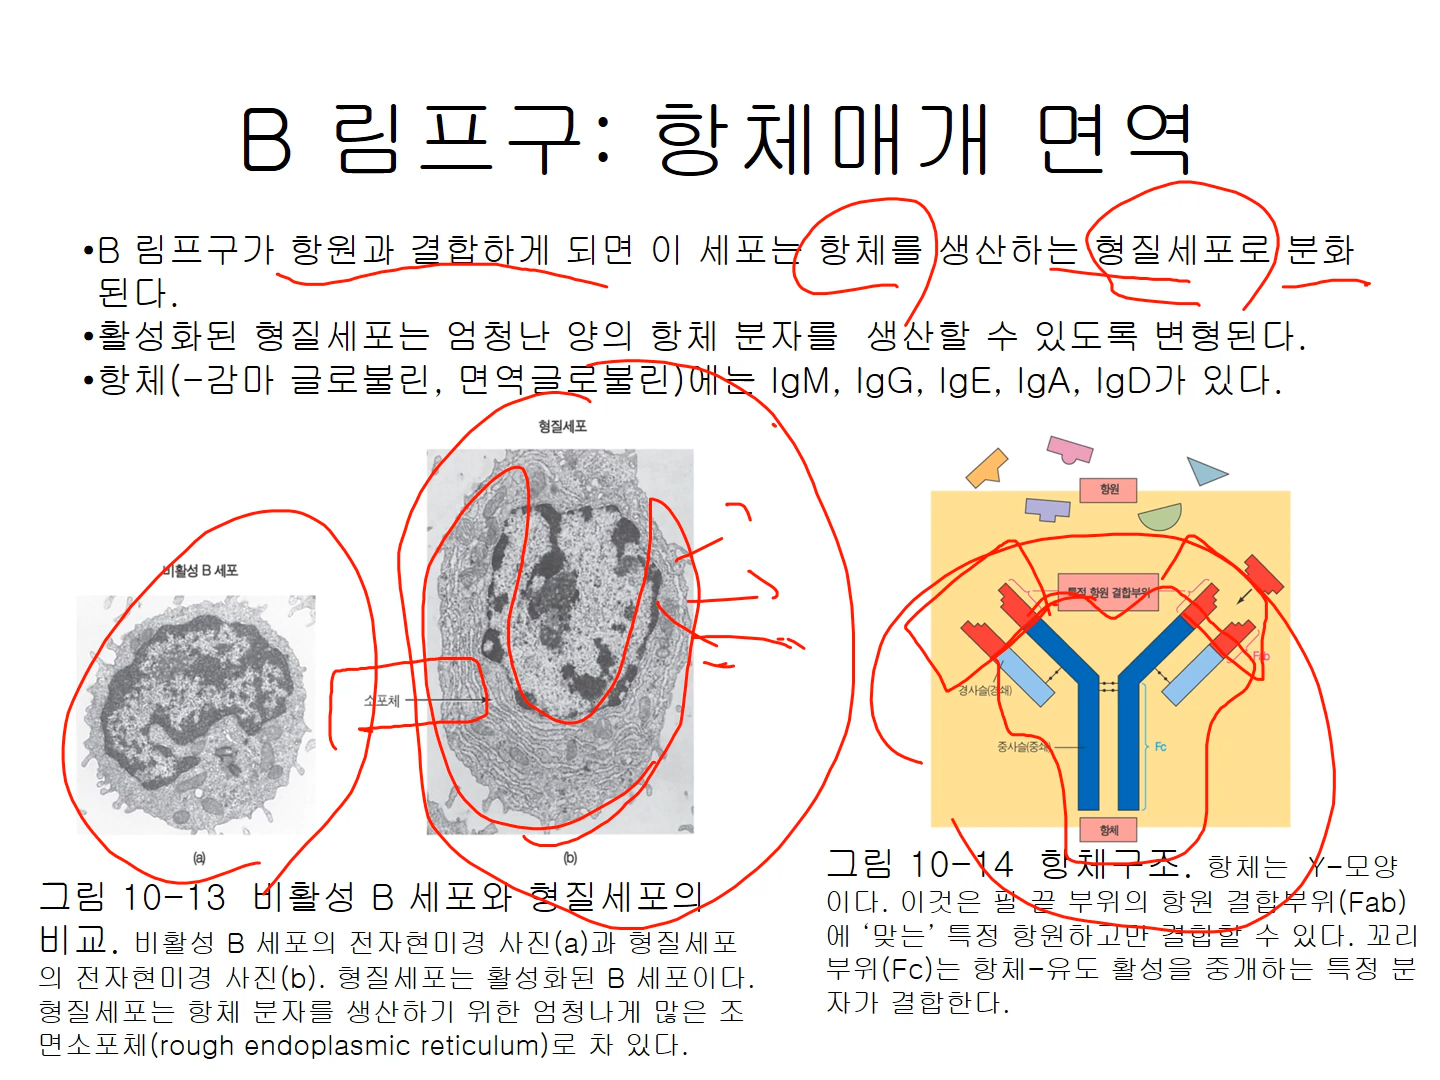 B 림프구: 항체매개 면역
•B 림프구가 항원과 결합하게 되면 이 세포는 항체를 생산하는 형질세포로 분화
된다.
•활성화된 형질세포는 엄청난 양의 항체 분자를 생산할 수 있도록 변형된다.
•항체(-감마 글로불린, 면역글로불린)에는 IgM, IgG, IgE, IgA, IgD가 있다.
형질세포
비활성 B 세포
소포체
(a)
(b)
항원
특정 항원 결합부위
Fab
경사슬(경쇄)
중사슬(중쇄)
Fc
항체
그림 10-13 비활성 B 세포와 형질세포의
비교. 비활성 B 세포의 전자현미경 사진(a)과 형질세포
의 전자현미경 사진(b). 형질세포는 활성화된 B 세포이다.
형질세포는 항체 분자를 생산하기 위한 엄청나게 많은 조
면소포체(rough endoplasmic reticulum)로 차 있다.
그림 10-14 항체구조. 항체는 Y-모양
이다. 이것은 팔 끝 부위의 항원 결합부위(Fab)
에 ‘맞는’ 특정 항원하고만 결합할 수 있다. 꼬리
부위(Fc)는 항체-유도 활성을 중개하는 특정 분
자가 결합한다.